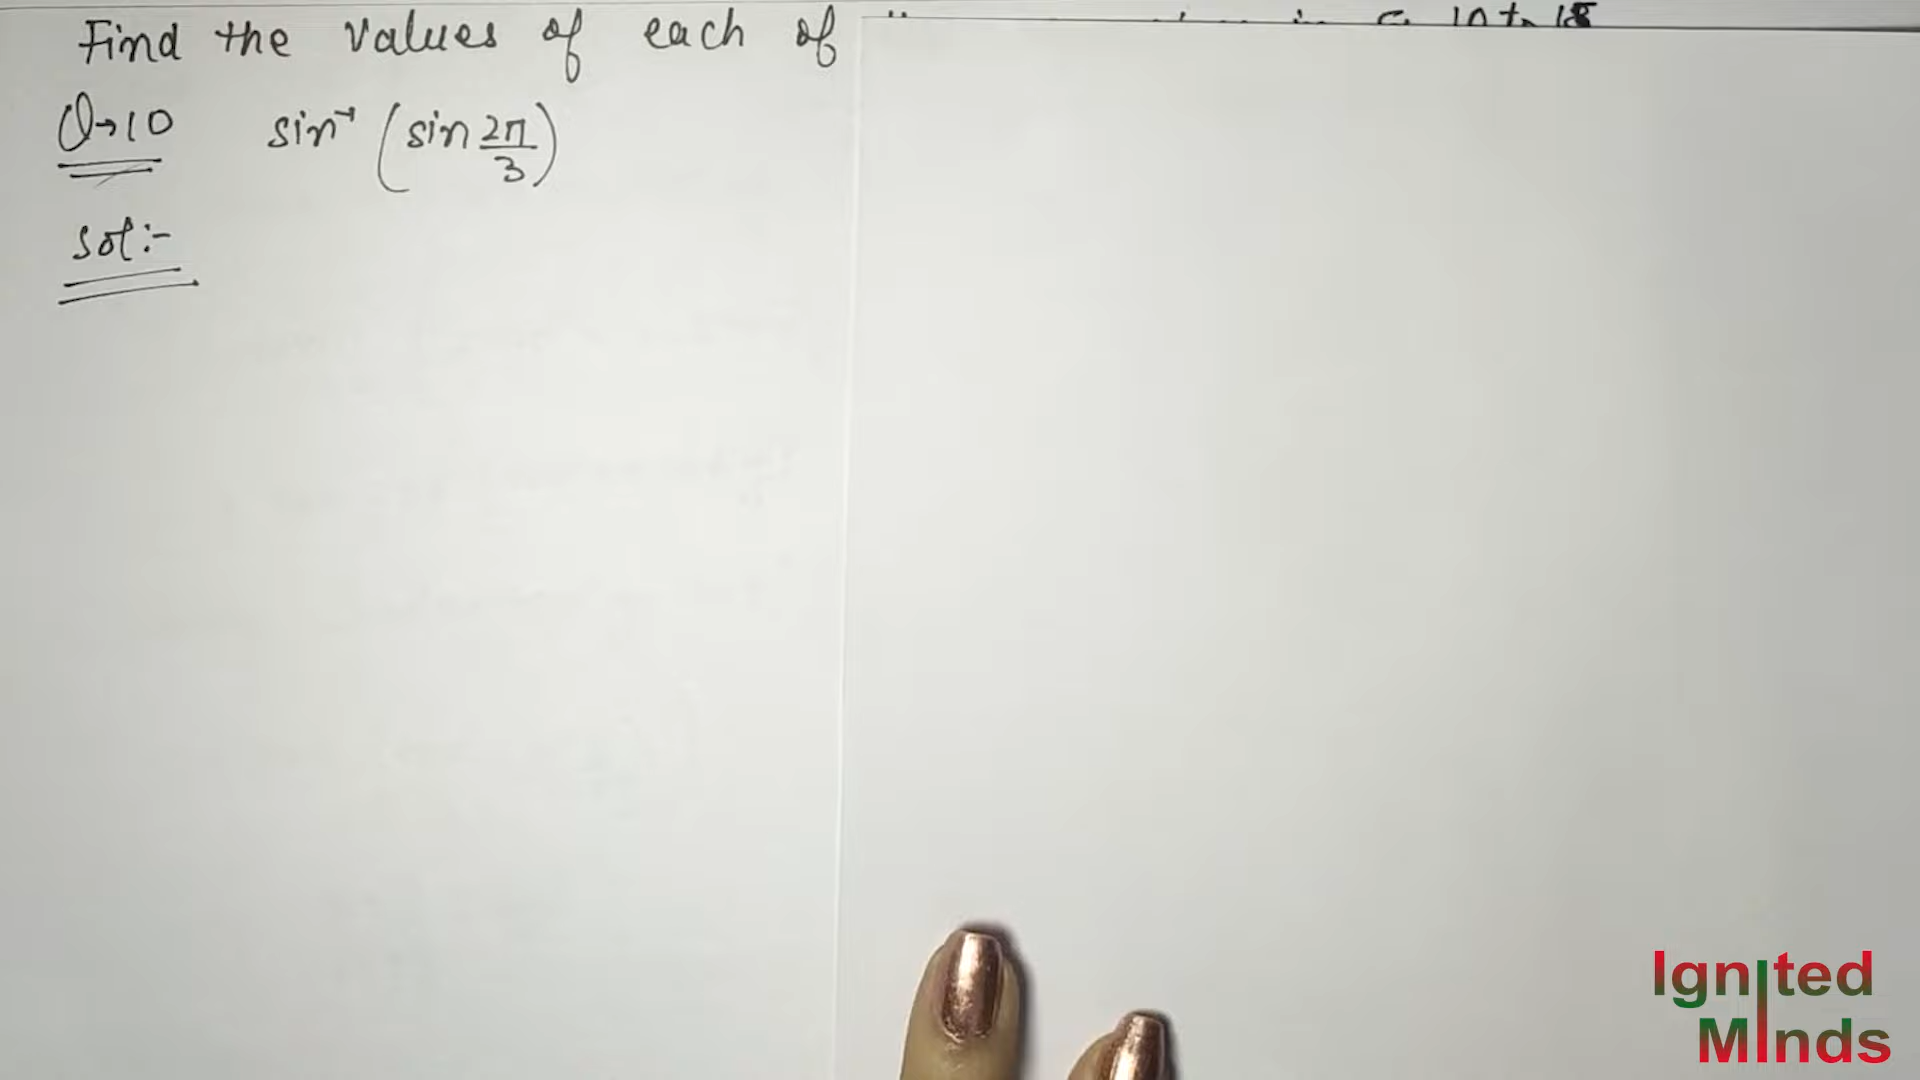 Find the values of each of
Q→10 sin⁻¹ (sin 2π/3)
Sol:-
Ignited
Minds